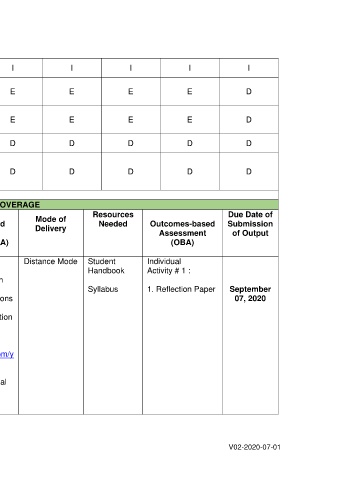 I I I I I
E E E E D
E E E E D
D D D D D
D D D D D
OVERAGE
d
A)
Mode of
Delivery
Resources
Needed
Outcomes-based
Assessment
(OBA)
Due Date of
Submission
of Output
n
ons
tion
om/y
al
Distance Mode
Student
Handbook
Syllabus
Individual
Activity # 1 :
1. Reflection Paper
September
07, 2020
V02-2020-07-01